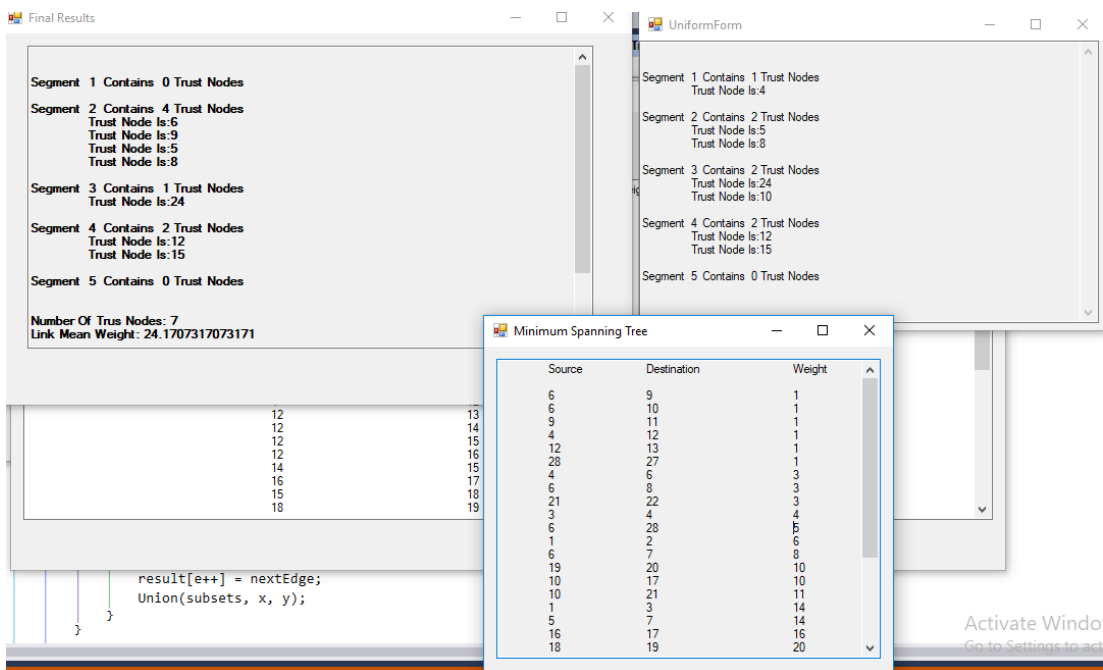 Final Results
Segment 1 Contains 0 Trust Nodes
Segment 2 Contains 4 Trust Nodes
Trust Node Is:6
Trust Node Is:9
Trust Node Is:5
Trust Node Is:8
Segment 3 Contains 1 Trust Nodes
Trust Node Is:24
Segment 4 Contains 2 Trust Nodes
Trust Node Is:12
Trust Node Is:15
Segment 5 Contains 0 Trust Nodes
Number Of Trus Nodes: 7
Link Mean Weight: 24.1707317073171
UniformForm
Segment 1 Contains 1 Trust Nodes
Trust Node Is:4
Segment 2 Contains 2 Trust Nodes
Trust Node Is:5
Trust Node Is:8
Segment 3 Contains 2 Trust Nodes
Trust Node Is:24
Trust Node Is:10
Segment 4 Contains 2 Trust Nodes
Trust Node Is:12
Trust Node Is:15
Segment 5 Contains 0 Trust Nodes
12 13
12 14
12 15
12 16
14 15
16 17
15 18
18 19
Minimum Spanning Tree
Source Destination Weight
6 9 1
6 10 1
9 11 1
4 12 1
12 13 1
28 27 1
4 6 3
6 8 3
21 22 3
3 4 4
6 28 5
1 2 6
6 7 8
19 20 10
10 17 10
10 21 11
1 3 14
5 7 14
16 17 16
18 19 20
result[e++] = nextEdge;
Union(subsets, x, y);
}
}
Activate Windo
Go to Settings to act